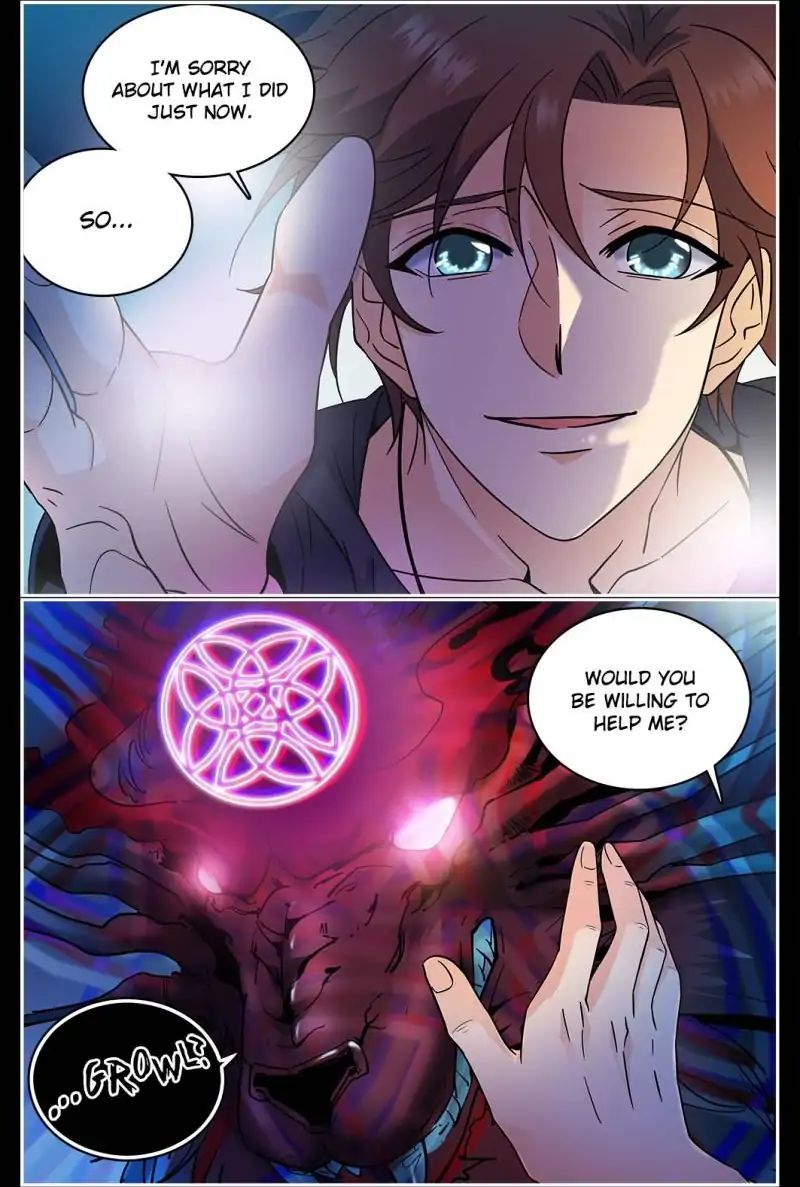 I'M SORRY
ABOUT WHAT I DID
JUST NOW.
SO...
WOULD YOU
BE WILLING TO
HELP ME?
...GROWL?